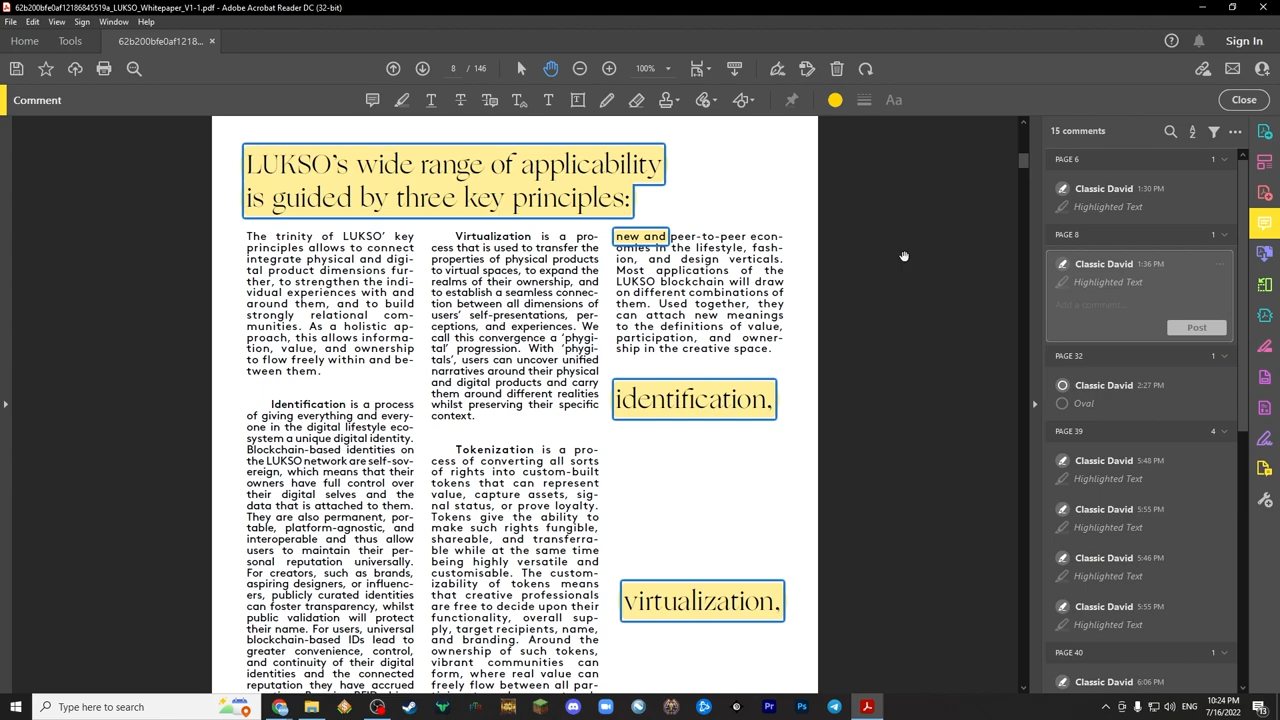 62b200bfe0af12186845519a_LUKSO_Whitepaper_V1-1.pdf - Adobe Acrobat Reader DC (32-bit)
File Edit View Sign Window Help
Home Tools 62b200bfe0af1218... × Sign In
8 / 146 100%
Comment Close
LUKSO's wide range of applicability
is guided by three key principles:
The trinity of LUKSO' key
principles allows to connect
integrate physical and digi-
tal product dimensions fur-
ther, to strengthen the indi-
vidual experiences with and
around them, and to build
strongly relational com-
munities. As a holistic ap-
proach, this allows informa-
tion, value, and ownership
to flow freely within and be-
tween them.
Identification is a process
of giving everything and every-
one in the digital lifestyle eco-
system a unique digital identity.
Blockchain-based identities on
the LUKSO network are self-sov-
ereign, which means that their
owners have full control over
their digital selves and the
data that is attached to them.
They are also permanent, por-
table, platform-agnostic, and
interoperable and thus allow
users to maintain their per-
sonal reputation universally.
For creators, such as brands,
aspiring designers, or influenc-
ers, publicly curated identities
can foster transparency, whilst
public validation will protect
their name. For users, universal
blockchain-based IDs lead to
greater convenience, control,
and continuity of their digital
identities and the connected
reputation they have accrued
Virtualization is a pro-
cess that is used to transfer the
properties of physical products
to virtual spaces, to expand the
realms of their ownership, and
to establish a seamless connec-
tion between all dimensions of
users' self-presentations, per-
ceptions, and experiences. We
call this convergence a 'phygi-
tal' progression. With 'phygi-
tals', users can uncover unified
narratives around their physical
and digital products and carry
them around different realities
whilst preserving their specific
context.
Tokenization is a pro-
cess of converting all sorts
of rights into custom-built
tokens that can represent
value, capture assets, sig-
nal status, or prove loyalty.
Tokens give the ability to
make such rights fungible,
shareable, and transferra-
ble while at the same time
being highly versatile and
customisable. The custom-
izability of tokens means
that creative professionals
are free to decide upon their
functionality, overall sup-
ply, target recipients, name,
and branding. Around the
ownership of such tokens,
vibrant communities can
form, where real value can
freely flow between all par-
new and peer-to-peer econ-
omies in the lifestyle, fash-
ion, and design verticals.
Most applications of the
LUKSO blockchain will draw
on different combinations of
them. Used together, they
can attach new meanings
to the definitions of value,
participation, and owner-
ship in the creative space.
identification,
virtualization,
15 comments
PAGE 6 1
Classic David 1:30 PM
Highlighted Text
PAGE 8 1
Classic David 1:36 PM
Highlighted Text
Add a comment...
Post
PAGE 32 1
Classic David 2:27 PM
Oval
PAGE 39 4
Classic David 5:48 PM
Highlighted Text
Classic David 5:55 PM
Highlighted Text
Classic David 5:46 PM
Highlighted Text
Classic David 5:55 PM
Highlighted Text
PAGE 40 1
Classic David 6:06 PM
Type here to search
10:24 PM
7/16/2022